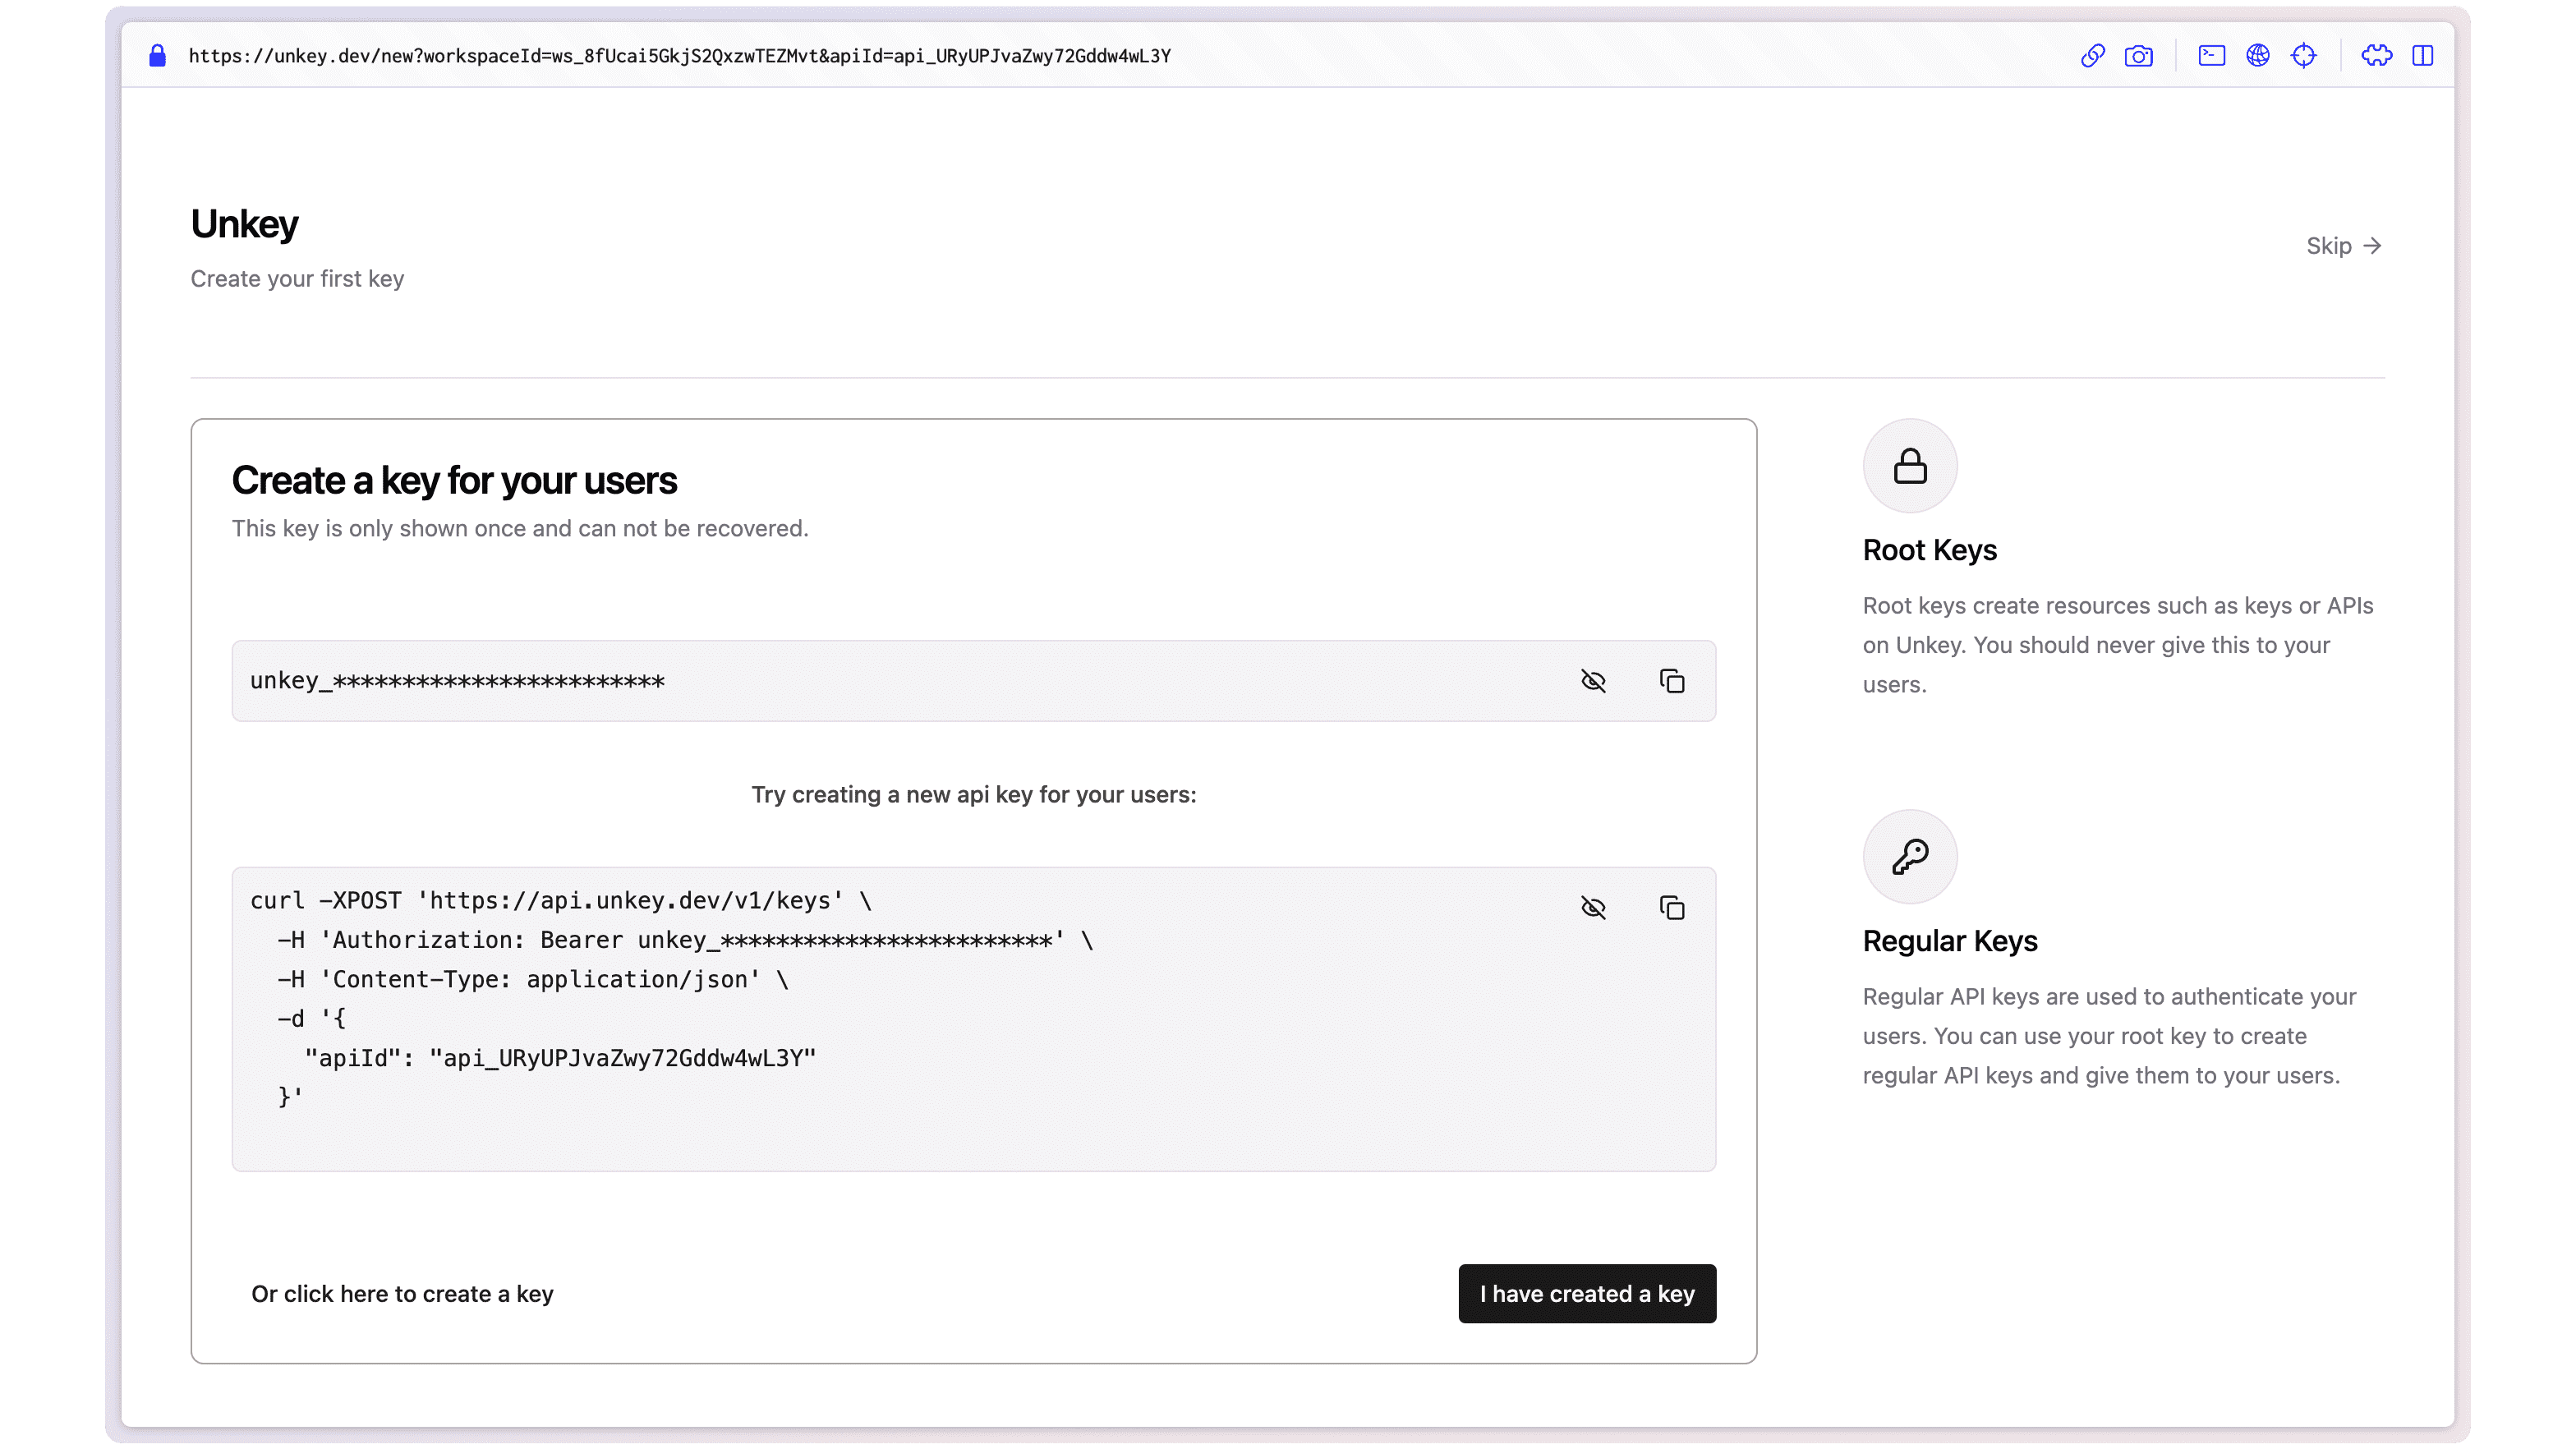 https://unkey.dev/new?workspaceId=ws_8fUcai5GkjS2QxzwTEZMvt&apiId=api_URyUPJvaZwy72Gddw4wL3Y
Unkey
Create your first key
Skip →
Create a key for your users
This key is only shown once and can not be recovered.
unkey_************************
Try creating a new api key for your users:
curl -XPOST 'https://api.unkey.dev/v1/keys' \
  -H 'Authorization: Bearer unkey_************************' \
  -H 'Content-Type: application/json' \
  -d '{
    "apiId": "api_URyUPJvaZwy72Gddw4wL3Y"
  }'
Or click here to create a key
I have created a key
Root Keys
Root keys create resources such as keys or APIs
on Unkey. You should never give this to your
users.
Regular Keys
Regular API keys are used to authenticate your
users. You can use your root key to create
regular API keys and give them to your users.